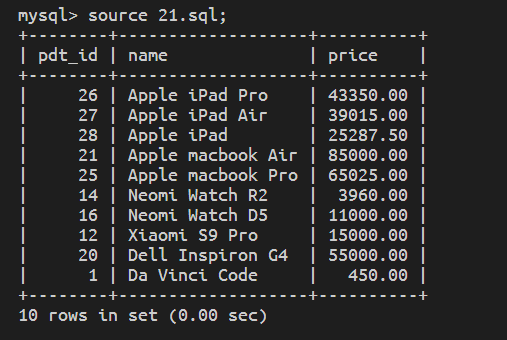 mysql> source 21.sql;
+--------+-------------------+----------+
| pdt_id | name              | price    |
+--------+-------------------+----------+
|     26 | Apple iPad Pro    | 43350.00 |
|     27 | Apple iPad Air    | 39015.00 |
|     28 | Apple iPad        | 25287.50 |
|     21 | Apple macbook Air | 85000.00 |
|     25 | Apple macbook Pro | 65025.00 |
|     14 | Neomi Watch R2    |  3960.00 |
|     16 | Neomi Watch D5    | 11000.00 |
|     12 | Xiaomi S9 Pro     | 15000.00 |
|     20 | Dell Inspiron G4  | 55000.00 |
|      1 | Da Vinci Code     |   450.00 |
+--------+-------------------+----------+
10 rows in set (0.00 sec)